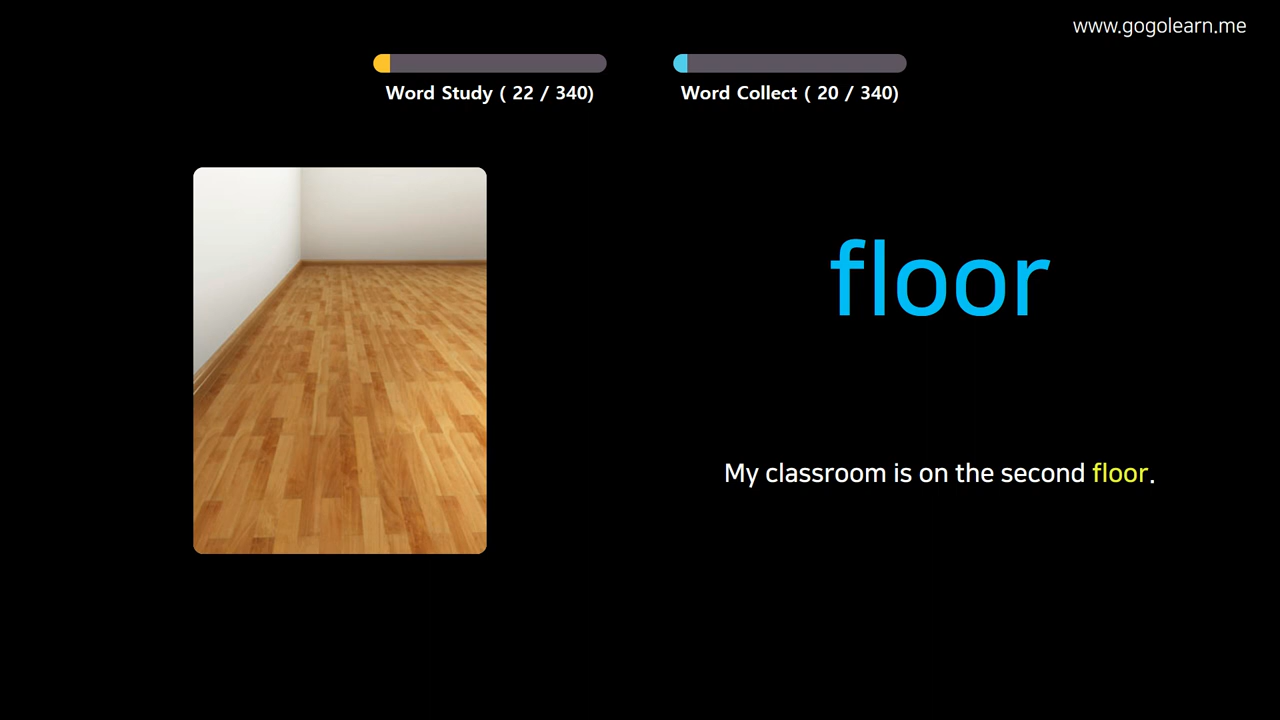 www.gogolearn.me
Word Study ( 22 / 340)
Word Collect ( 20 / 340)
floor
My classroom is on the second floor.